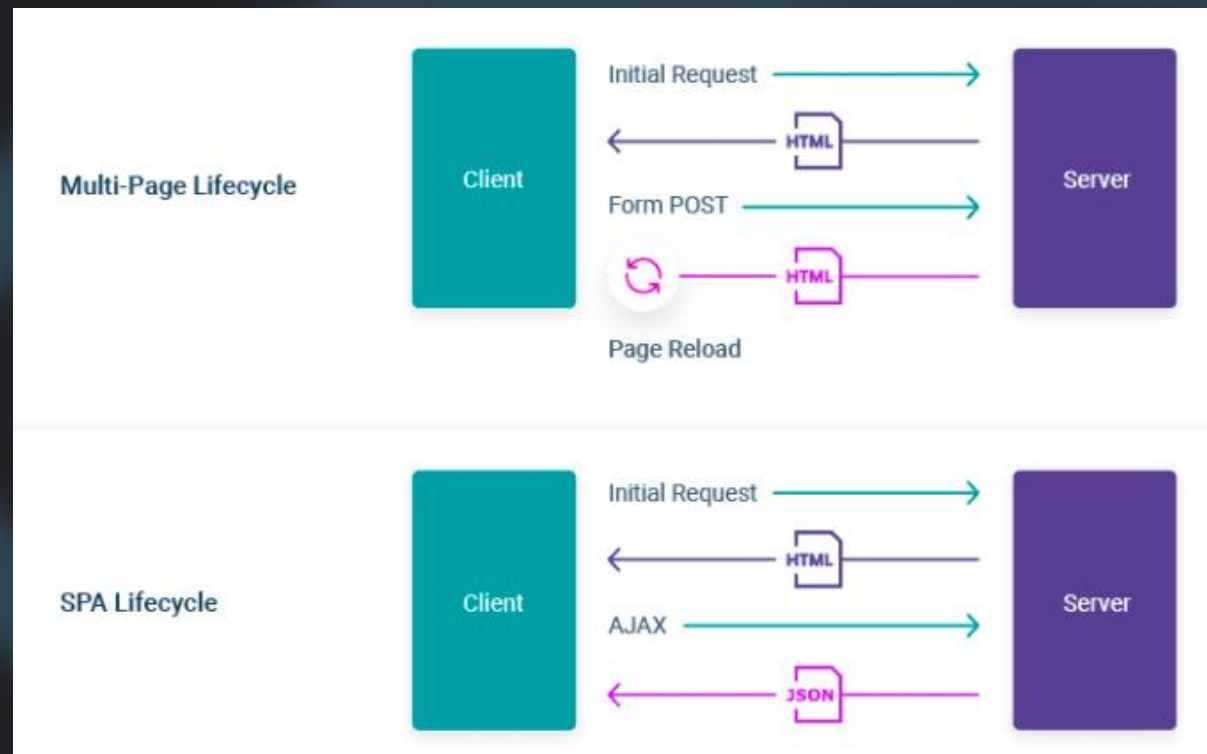 Multi-Page Lifecycle
Client
Initial Request
HTML
Form POST
HTML
Page Reload
Server
SPA Lifecycle
Client
Initial Request
HTML
AJAX
JSON
Server